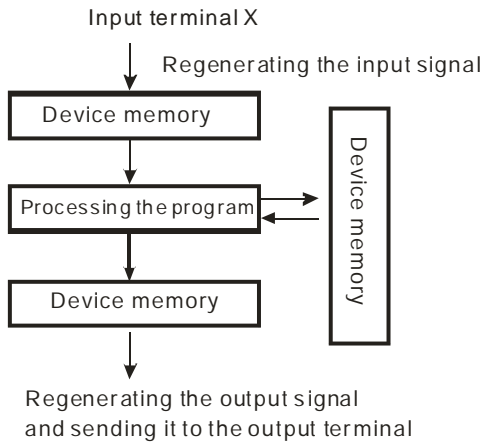 Input terminal X
Regenerating the input signal
Device memory
Device memory
Processing the program
Device memory
Regenerating the output signal
and sending it to the output terminal